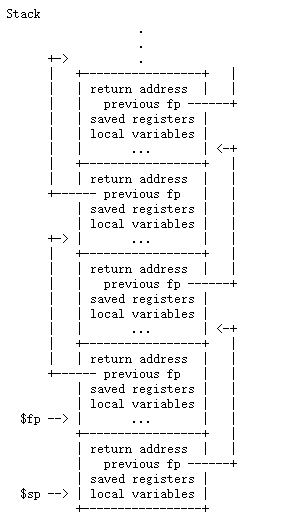 Stack
.
.
+-> .
| +-----------------+ |
| | return address | |
| | previous fp ------+
| | saved registers |
| | local variables |
| | ... | <-+
| +-----------------+ |
| | return address | |
+------ previous fp | |
| saved registers | |
| local variables | |
+-> | ... | |
| +-----------------+ |
| | return address | |
| | previous fp ------+
| | saved registers |
| | local variables |
| | ... | <-+
| +-----------------+ |
| | return address | |
+------ previous fp | |
| saved registers | |
| local variables | |
$fp --> | ... | |
+-----------------+ |
| return address | |
| previous fp ------+
| saved registers |
$sp --> | local variables |
+-----------------+